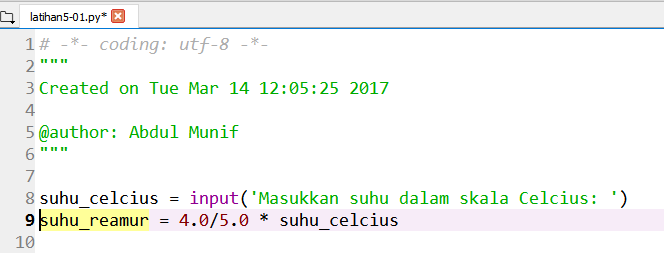 latihan5-01.py*
1 # -*- coding: utf-8 -*-
2 """
3 Created on Tue Mar 14 12:05:25 2017
4
5 @author: Abdul Munif
6 """
7
8 suhu_celcius = input('Masukkan suhu dalam skala Celcius: ')
9 suhu_reamur = 4.0/5.0 * suhu_celcius
10